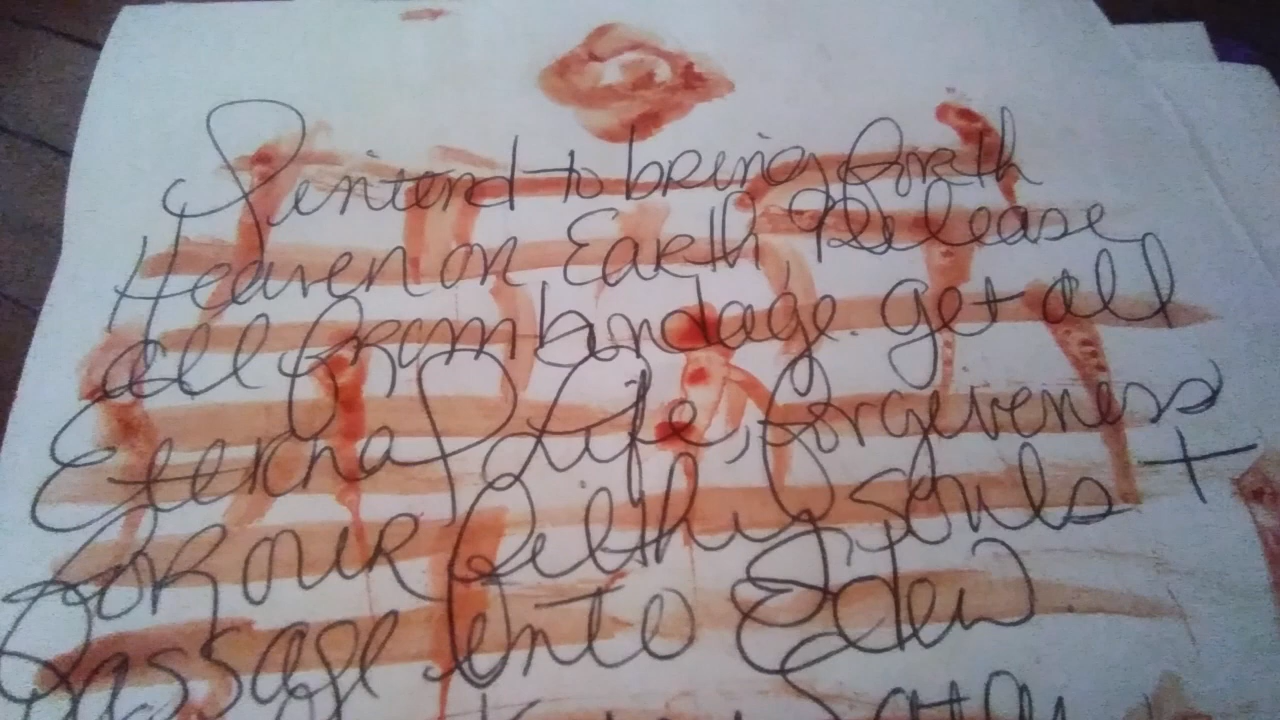 I intend to bring forth
Heaven on Earth, Release
all from bondage. get all
Eternal Life, forgiveness
for our filthy souls +
Passage into Eden